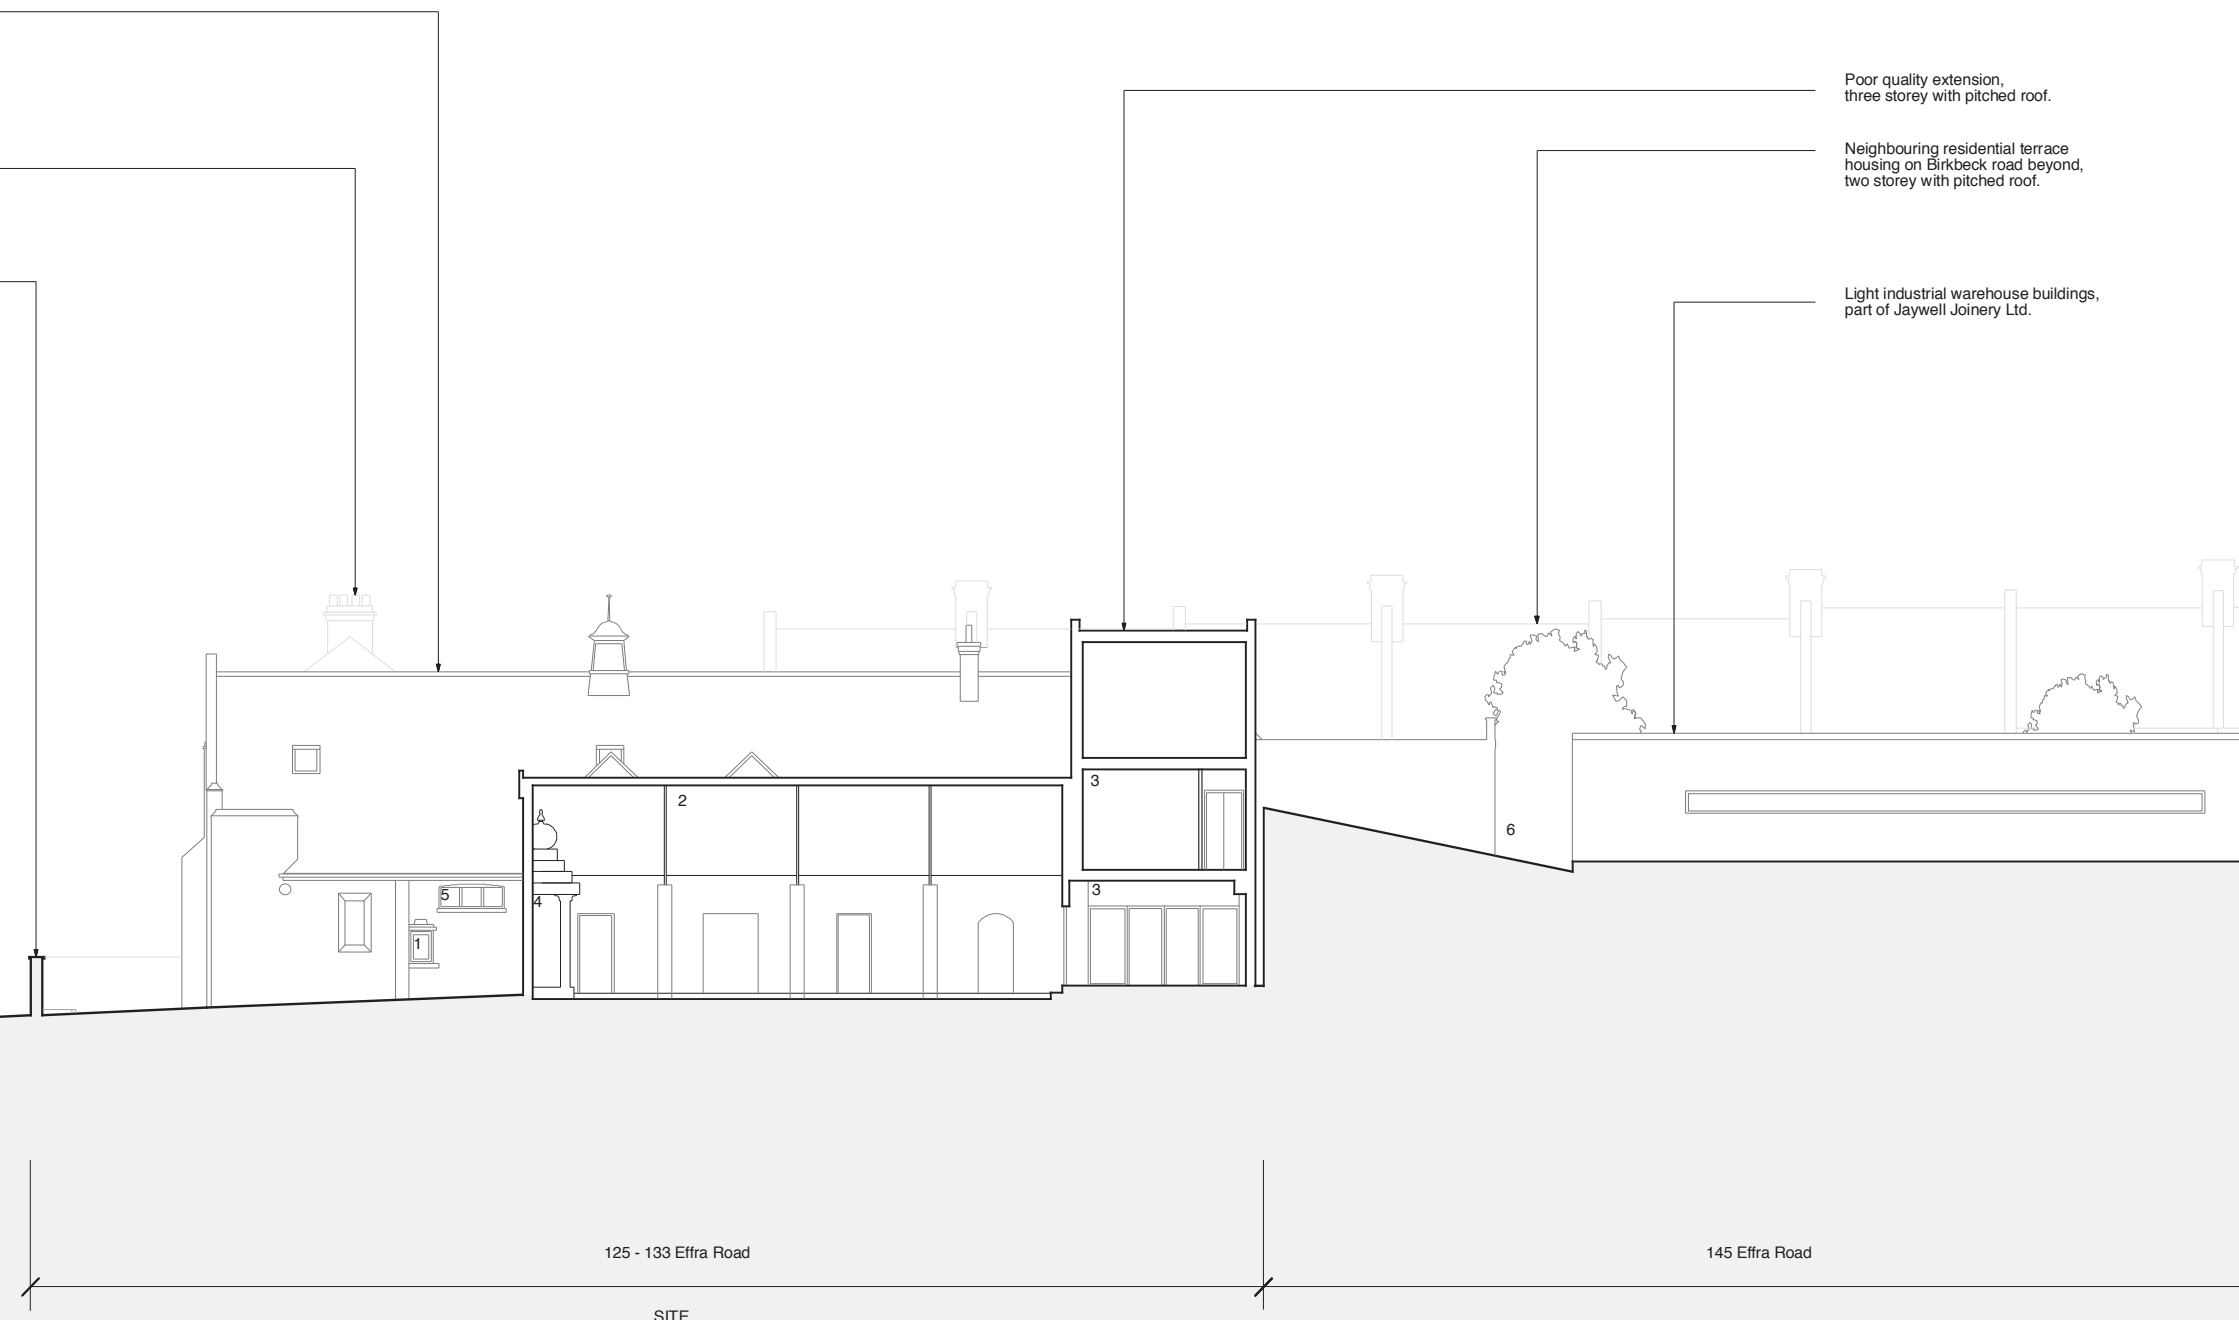 Poor quality extension,
three storey with pitched roof.
Neighbouring residential terrace
housing on Birkbeck road beyond,
two storey with pitched roof.
Light industrial warehouse buildings,
part of Jaywell Joinery Ltd.
3
2
6
3
5
4
1
125 - 133 Effra Road
145 Effra Road
SITE